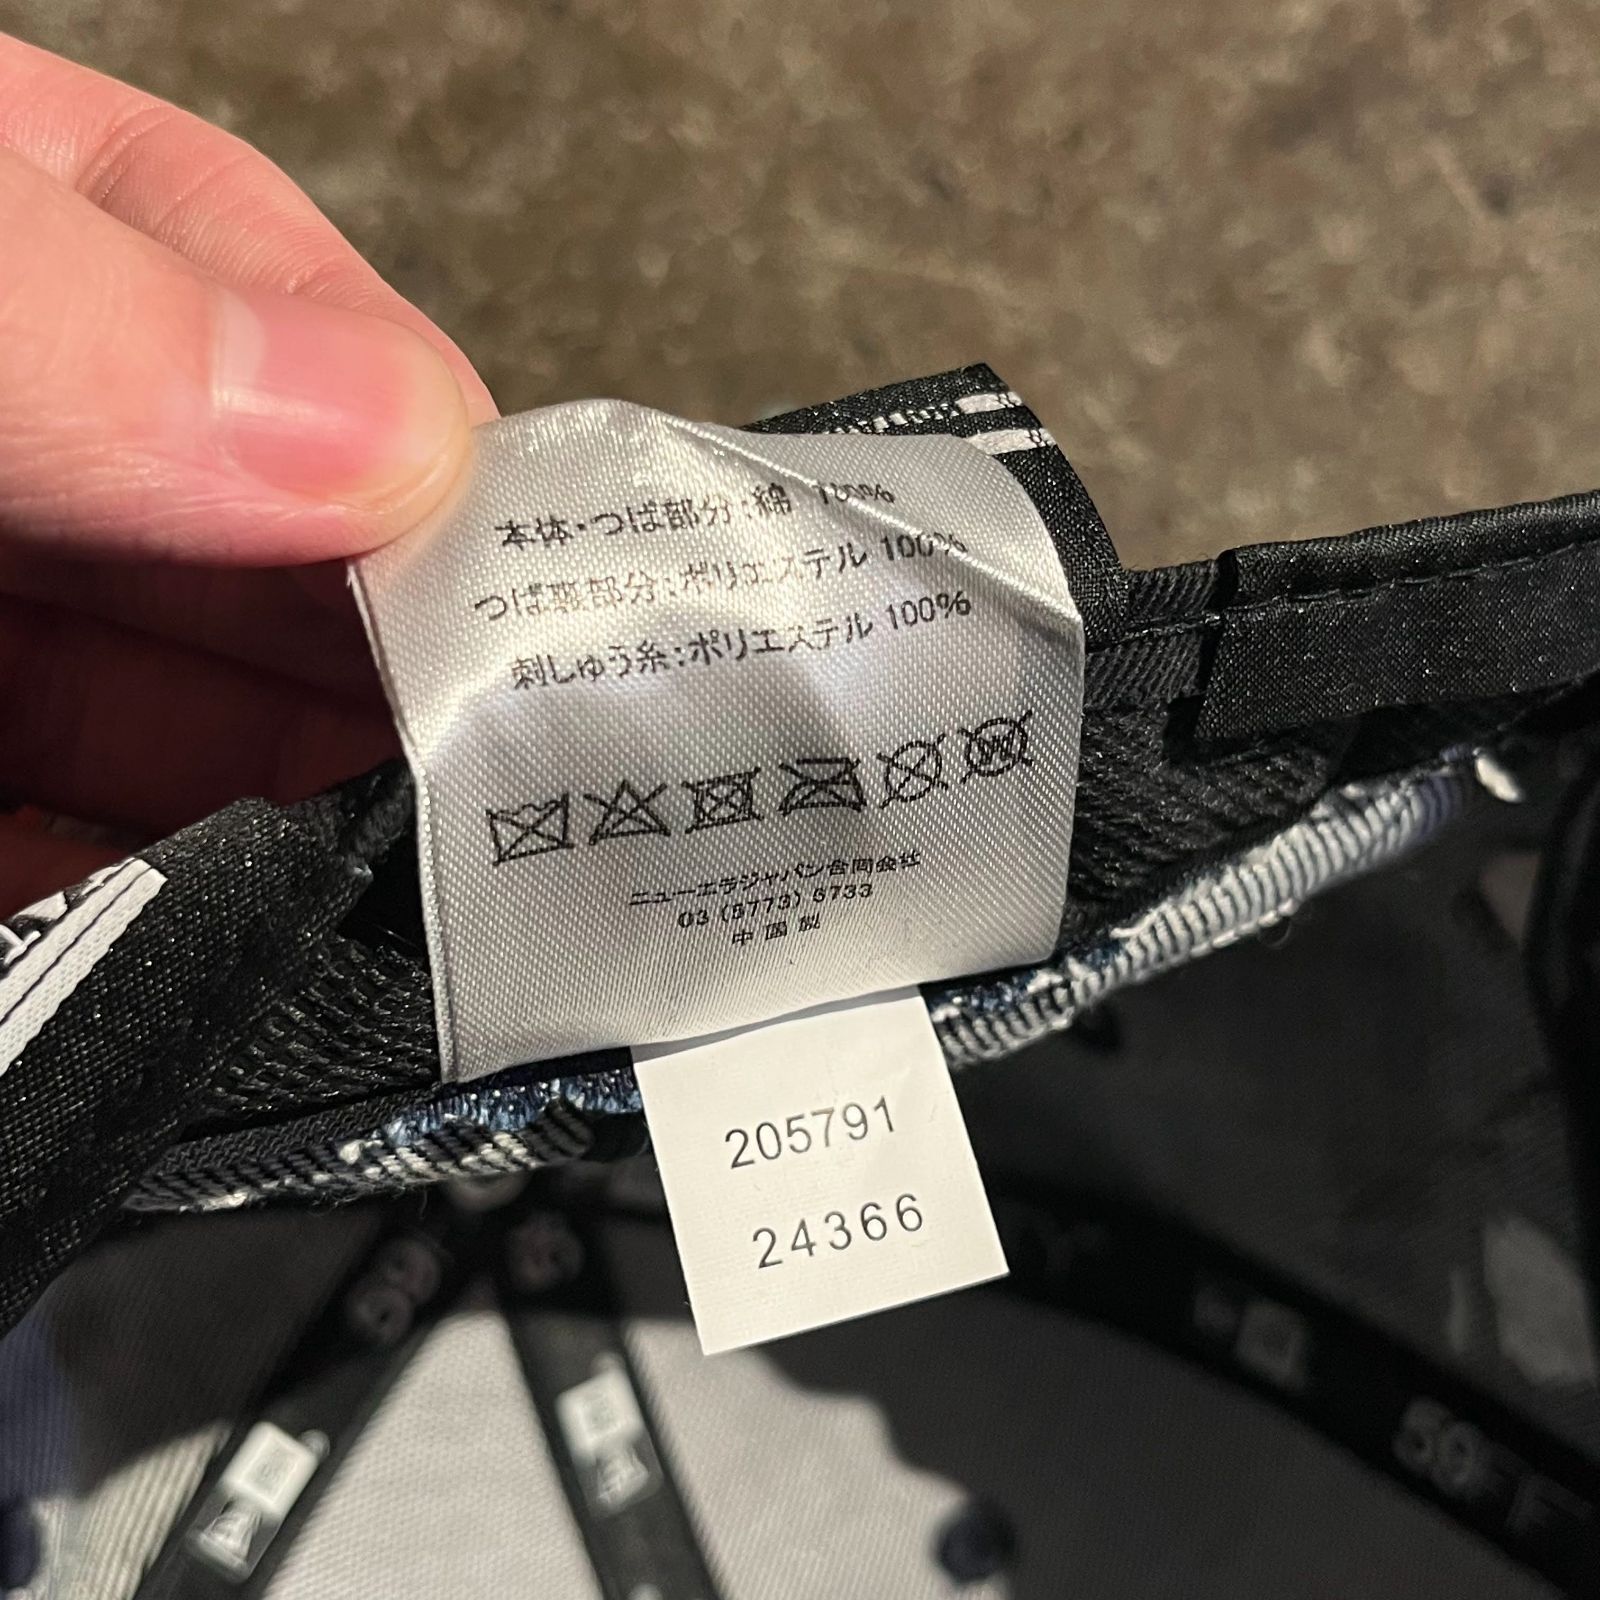 本体・つば部分:綿 100%
つば裏部分:ポリエステル 100%
刺しゅう糸:ポリエステル 100%
W
ニューエラジャパン合同会社
03 (5773) 6733
中国製
205791
24366
59
59FI